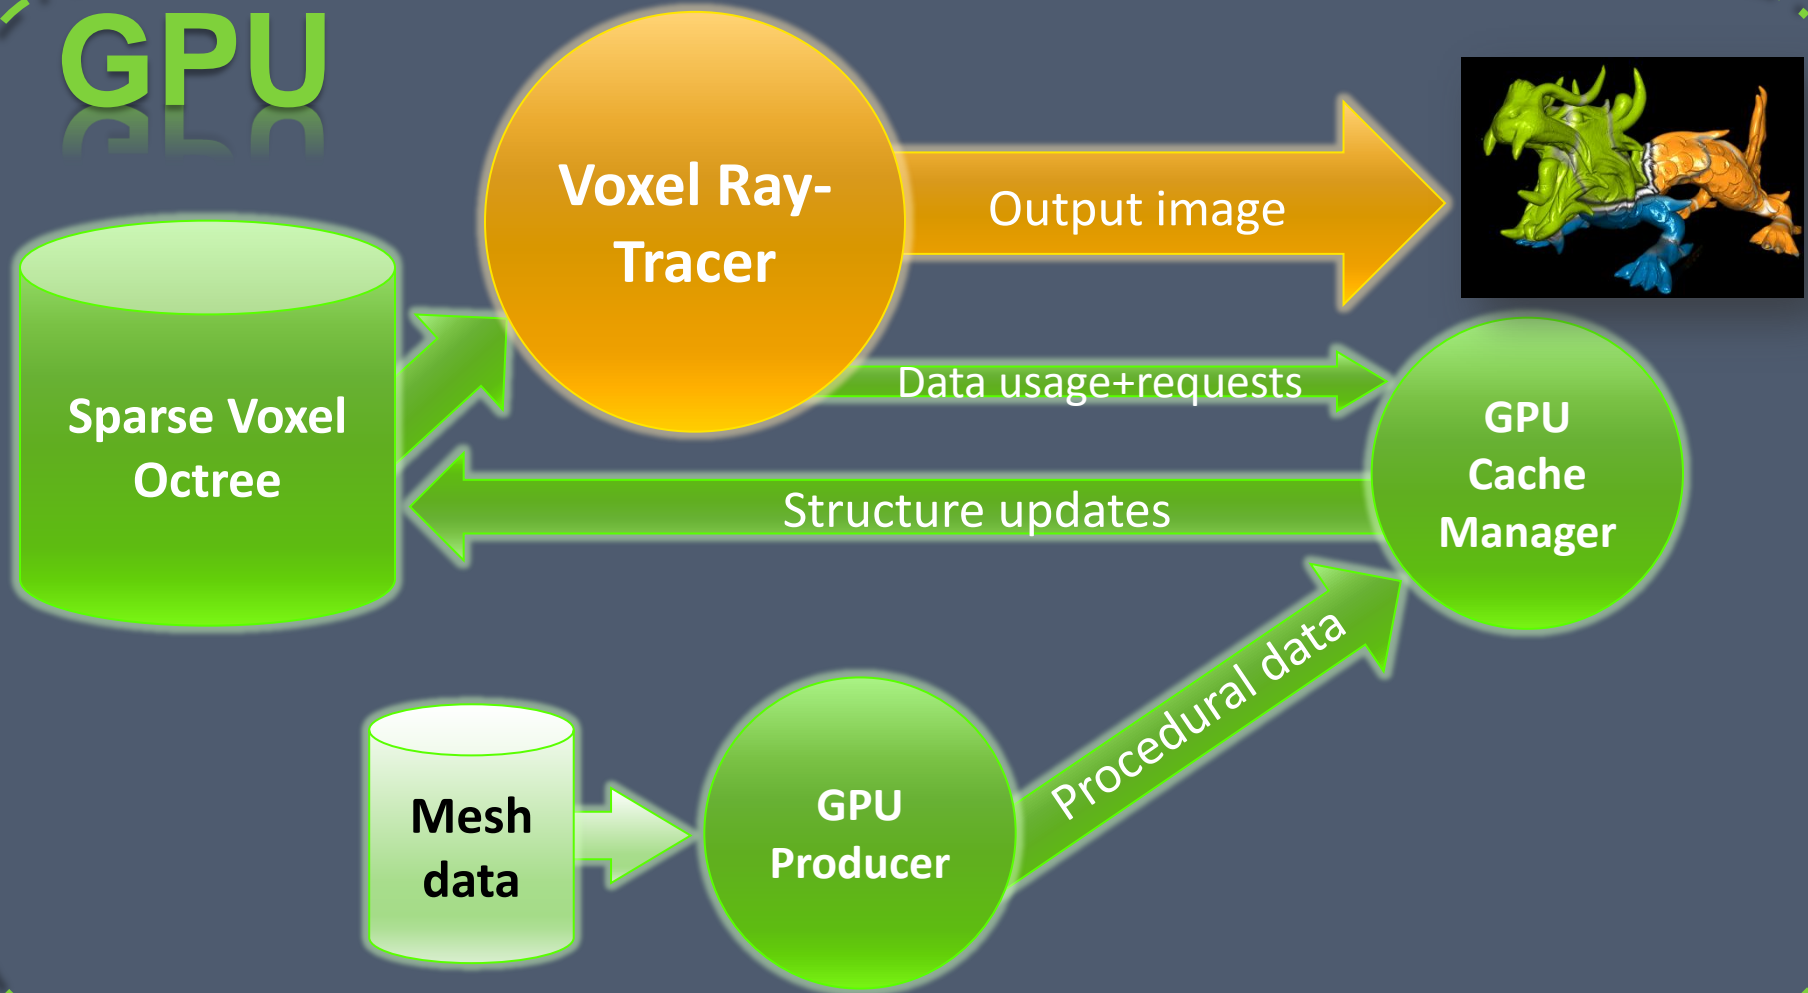 GPU
Voxel Ray-
Tracer
Output image
Sparse Voxel
Octree
Data usage+requests
GPU
Cache
Manager
Structure updates
Procedural data
Mesh
data
GPU
Producer